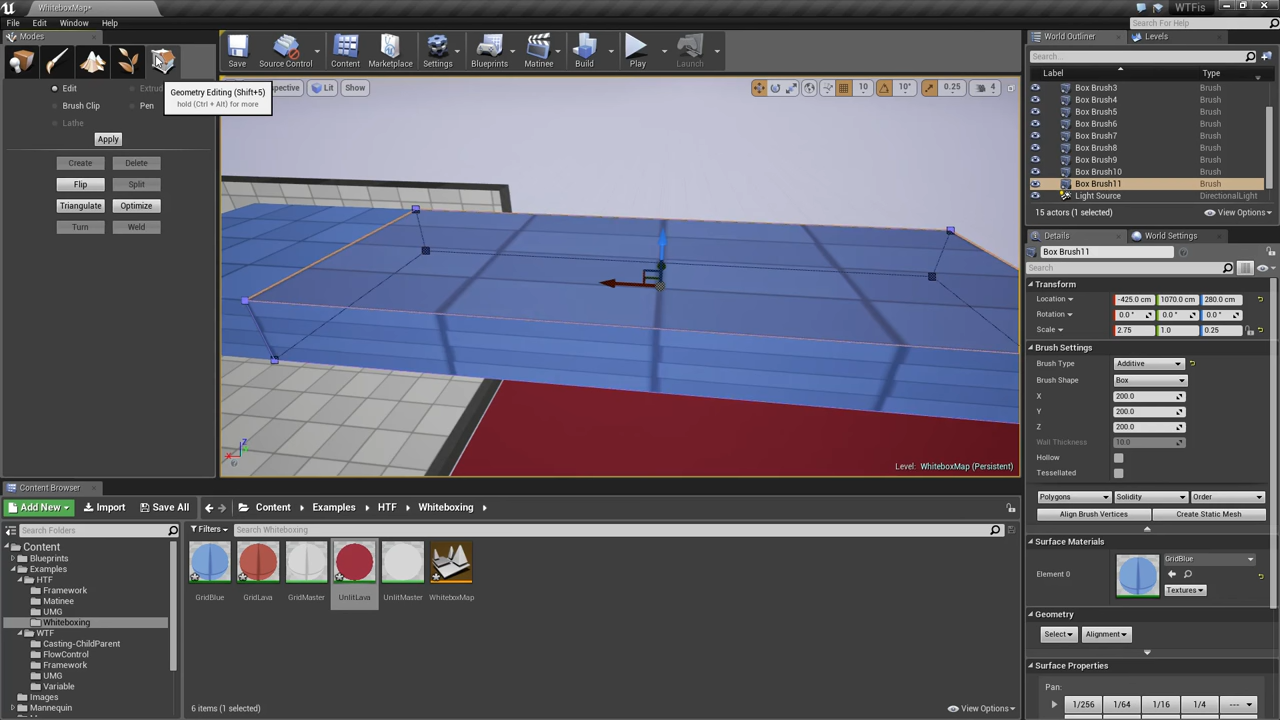 WhiteboxMap*
WTFis
File Edit Window Help
Search For Help
Modes
Edit
Brush Clip Pen
Lathe
Geometry Editing (Shift+5)
hold (Ctrl + Alt) for more
Apply
Create Delete
Flip Split
Triangulate Optimize
Turn Weld
Save Source Control Content Marketplace Settings Blueprints Matinee Build Play Launch
Lit Show
10 10° 0.25 4
Level: WhiteboxMap (Persistent)
World Outliner Levels
Search...
Label Type
Box Brush3 Brush
Box Brush4 Brush
Box Brush5 Brush
Box Brush6 Brush
Box Brush7 Brush
Box Brush8 Brush
Box Brush9 Brush
Box Brush10 Brush
Box Brush11 Brush
Light Source DirectionalLight
15 actors (1 selected) View Options
Details World Settings
Box Brush11
Search
Transform
Location -425.0 cm 1070.0 cm 280.0 cm
Rotation 0.0 ° 0.0 ° 0.0 °
Scale 2.75 1.0 0.25
Brush Settings
Brush Type Additive
Brush Shape Box
X 200.0
Y 200.0
Z 200.0
Wall Thickness 10.0
Hollow
Tessellated
Polygons Solidity Order
Align Brush Vertices Create Static Mesh
Surface Materials
Element 0 GridBlue
Textures
Geometry
Select Alignment
Surface Properties
Pan:
1/256 1/64 1/16 1/4 ---
Content Browser
Add New Import Save All Content Examples HTF Whiteboxing
Search Folders
Filters Search Whiteboxing
Content
Blueprints
Examples
HTF
Framework
Matinee
UMG
Whiteboxing
WTF
Casting-ChildParent
FlowControl
Framework
UMG
Variable
Images
Mannequin
GridBlue GridLava GridMaster UnlitLava UnlitMaster WhiteboxMap
6 items (1 selected) View Options